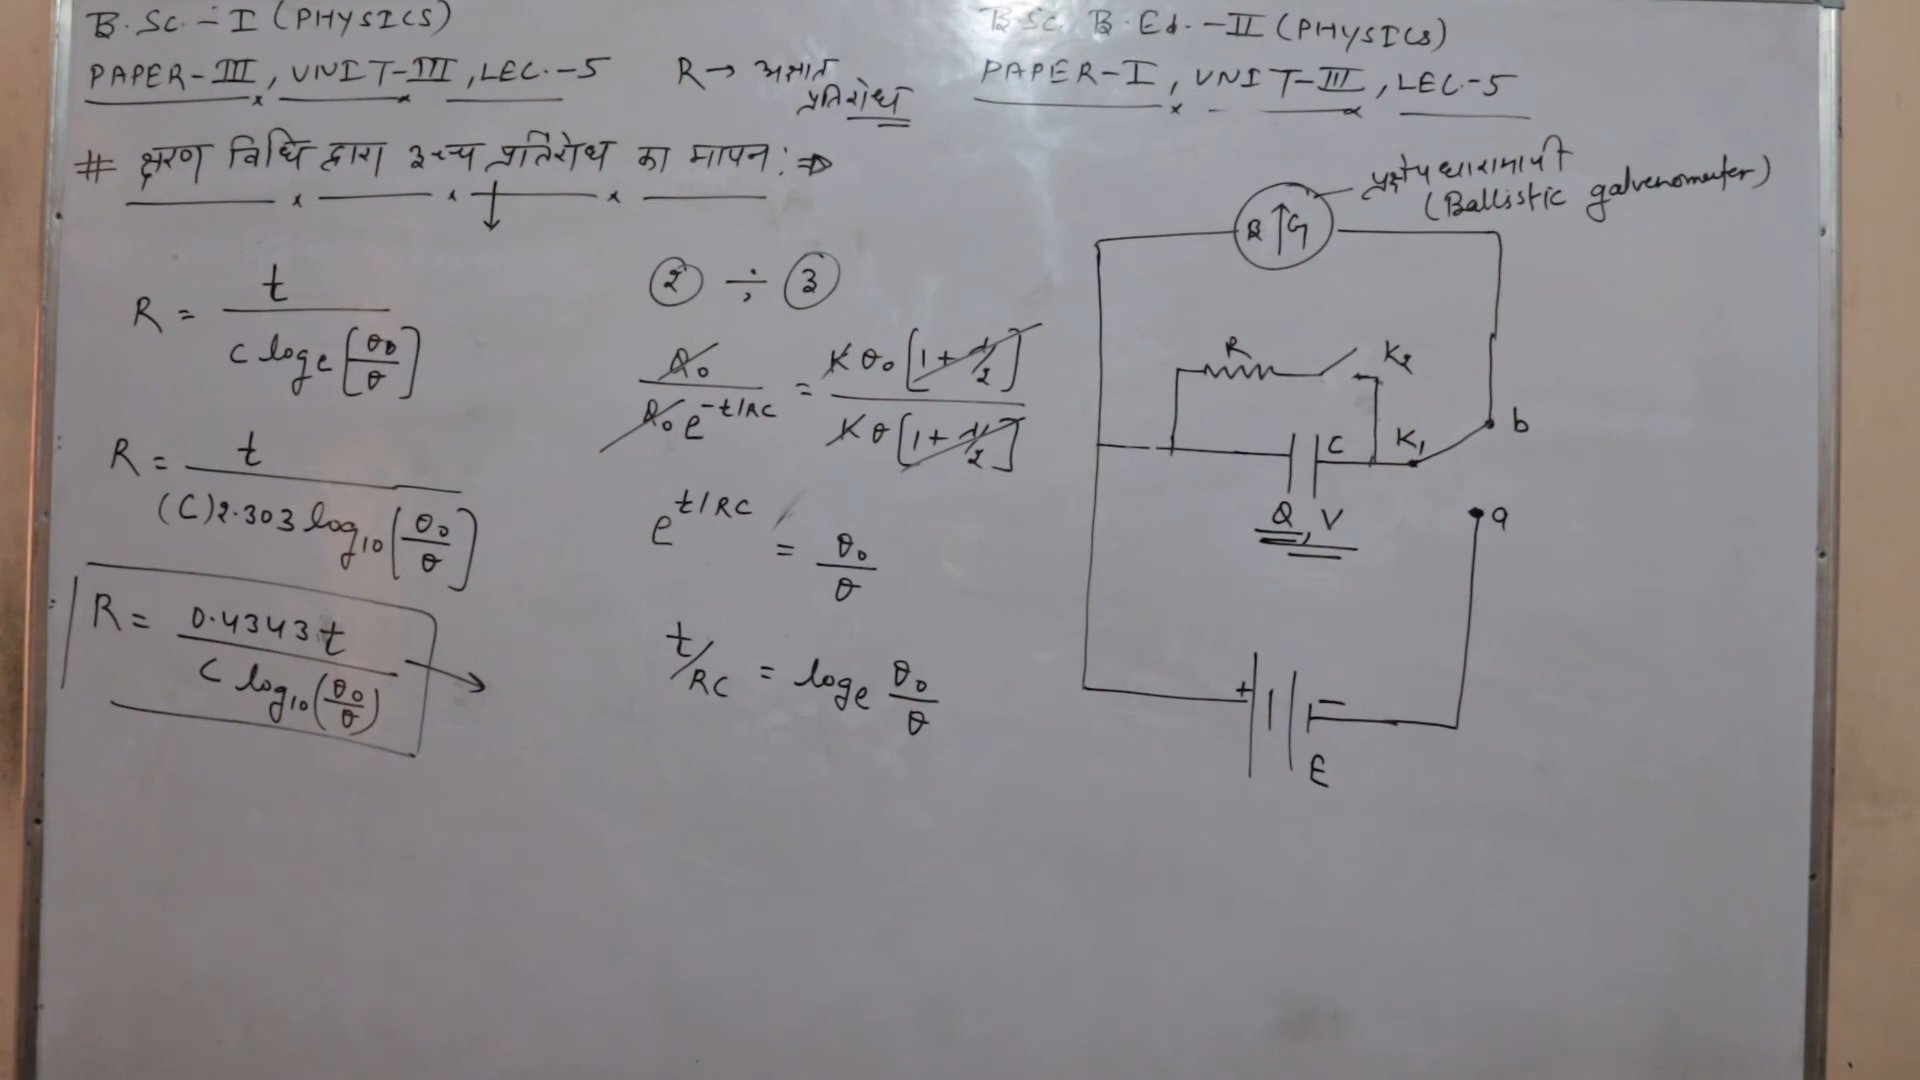 B.Sc.-I (PHYSICS)
PAPER-III, UNIT-III, LEC.-5
R→ अज्ञात
प्रतिरोध
BSc. B.Ed.-II (PHYSICS)
PAPER-I, UNIT-III, LEC.-5
# क्षरण विधि द्वारा उच्च प्रतिरोध का मापन:⇒
R = t / C loge [θ0/θ]
R = t / (C) 2.303 log10 [θ0/θ]
R = 0.4343t / C log10 (θ0/θ)
② ÷ ③
Q0 / Q0 e^-t/RC = Kθ0 [1+λ/2] / Kθ [1+λ/2]
e^t/RC = θ0/θ
t/RC = loge θ0/θ
प्रक्षेप धारामापी
(Ballistic galvenometer)
B↑G
R K2
C K1 b
Q, V a
+ -
E